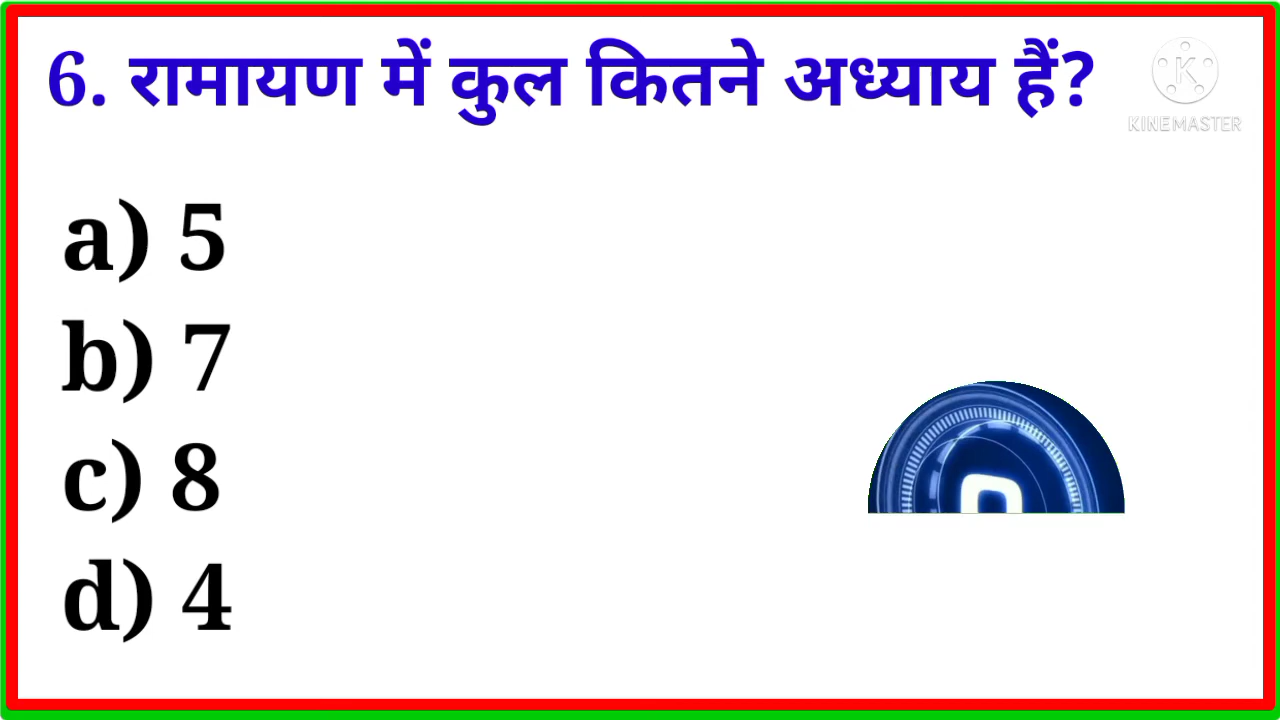 6. रामायण में कुल कितने अध्याय हैं?
K
KINEMASTER
a) 5
b) 7
c) 8
d) 4